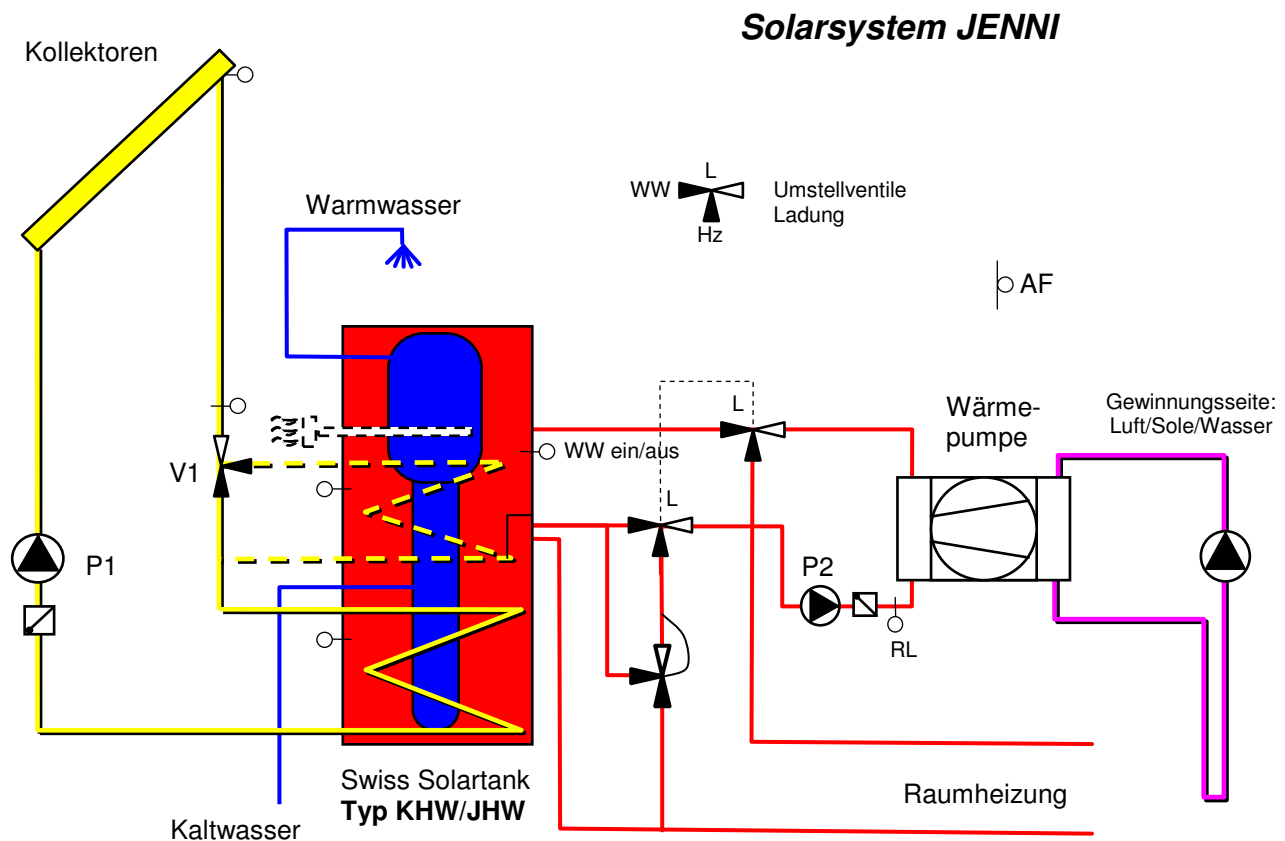 Solarsystem JENNI
Kollektoren
L
WW
Umstellventile
Ladung
Hz
Warmwasser
AF
L
Wärme-
pumpe
Gewinnungsseite:
Luft/Sole/Wasser
WW ein/aus
V1
L
P1
P2
RL
Swiss Solartank
Typ KHW/JHW
Raumheizung
Kaltwasser